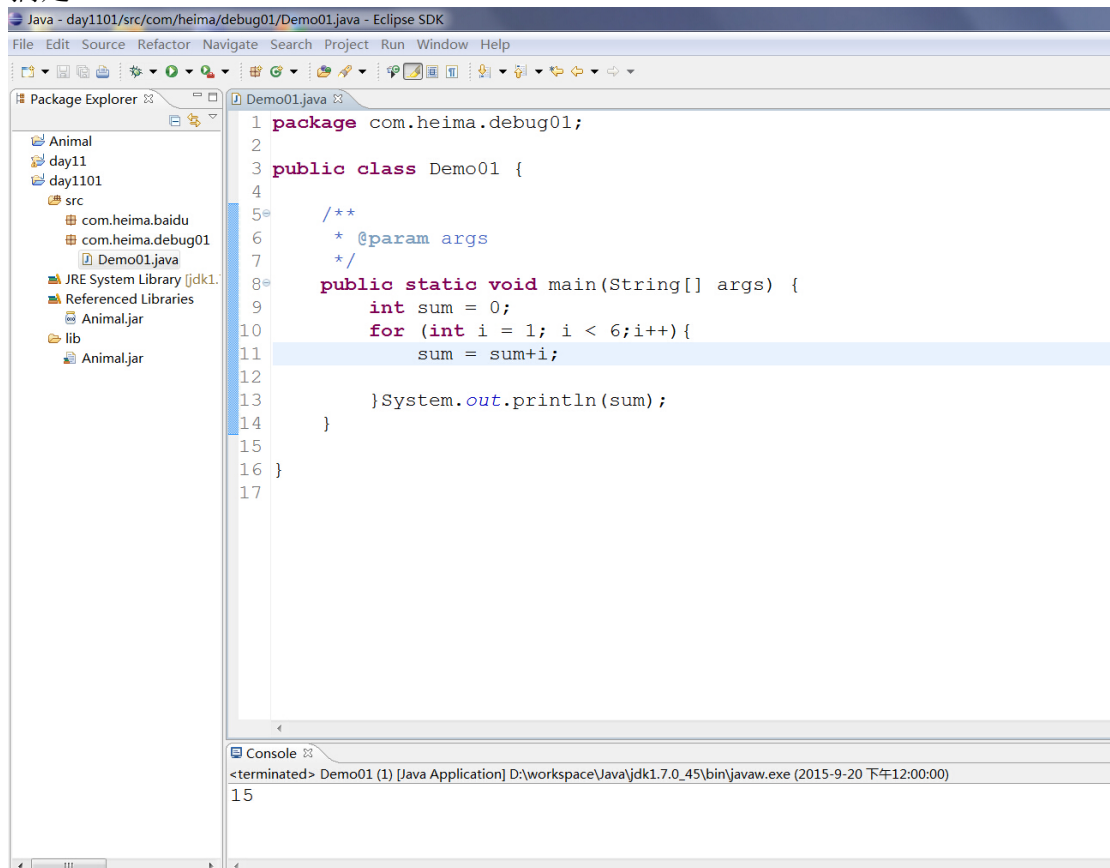 Java - day1101/src/com/heima/debug01/Demo01.java - Eclipse SDK
File Edit Source Refactor Navigate Search Project Run Window Help
Package Explorer
Animal
day11
day1101
src
com.heima.baidu
com.heima.debug01
Demo01.java
JRE System Library [jdk1.
Referenced Libraries
Animal.jar
lib
Animal.jar
Demo01.java
1 package com.heima.debug01;
2
3 public class Demo01 {
4
5 /**
6 * @param args
7 */
8 public static void main(String[] args) {
9 int sum = 0;
10 for (int i = 1; i < 6;i++){
11 sum = sum+i;
12
13 }System.out.println(sum);
14 }
15
16 }
17
Console
<terminated> Demo01 (1) [Java Application] D:\workspace\Java\jdk1.7.0_45\bin\javaw.exe (2015-9-20 下午12:00:00)
15